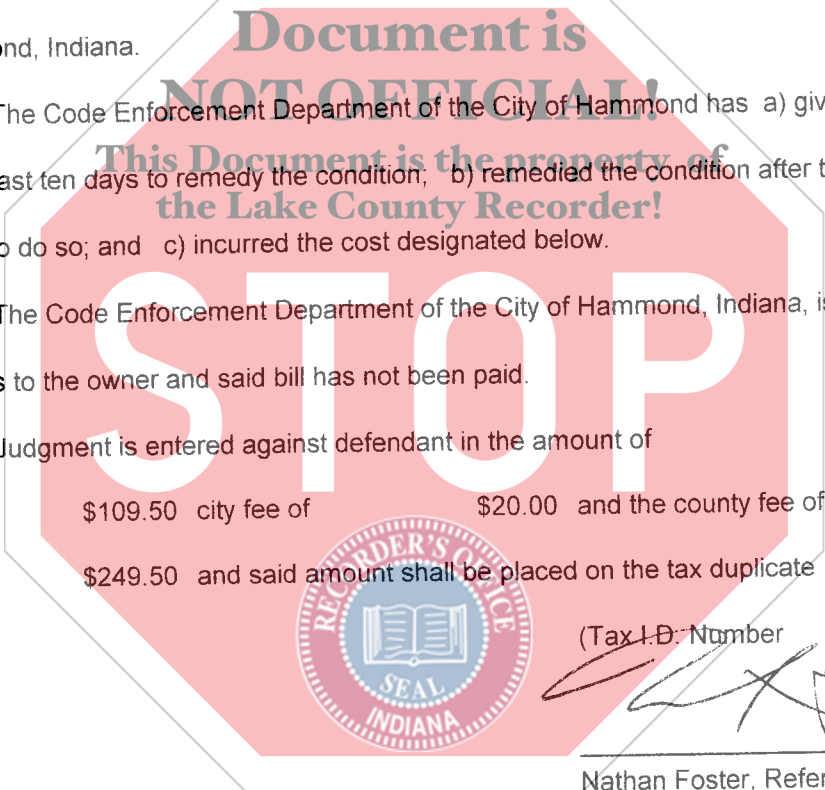 Document is
ond, Indiana.
NOT OFFICIAL!
The Code Enforcement Department of the City of Hammond has a) giv
This Document is the property of
ast ten days to remedy the condition; b) remedied the condition after t
the Lake County Recorder!
o do so; and c) incurred the cost designated below.
The Code Enforcement Department of the City of Hammond, Indiana, is
s to the owner and said bill has not been paid.
STOP
Judgment is entered against defendant in the amount of
$109.50 city fee of $20.00 and the county fee of
$249.50 and said amount shall be placed on the tax duplicate
RECORDER'S OFFICE
SEAL
INDIANA
(Tax I.D. Number
Nathan Foster, Refer